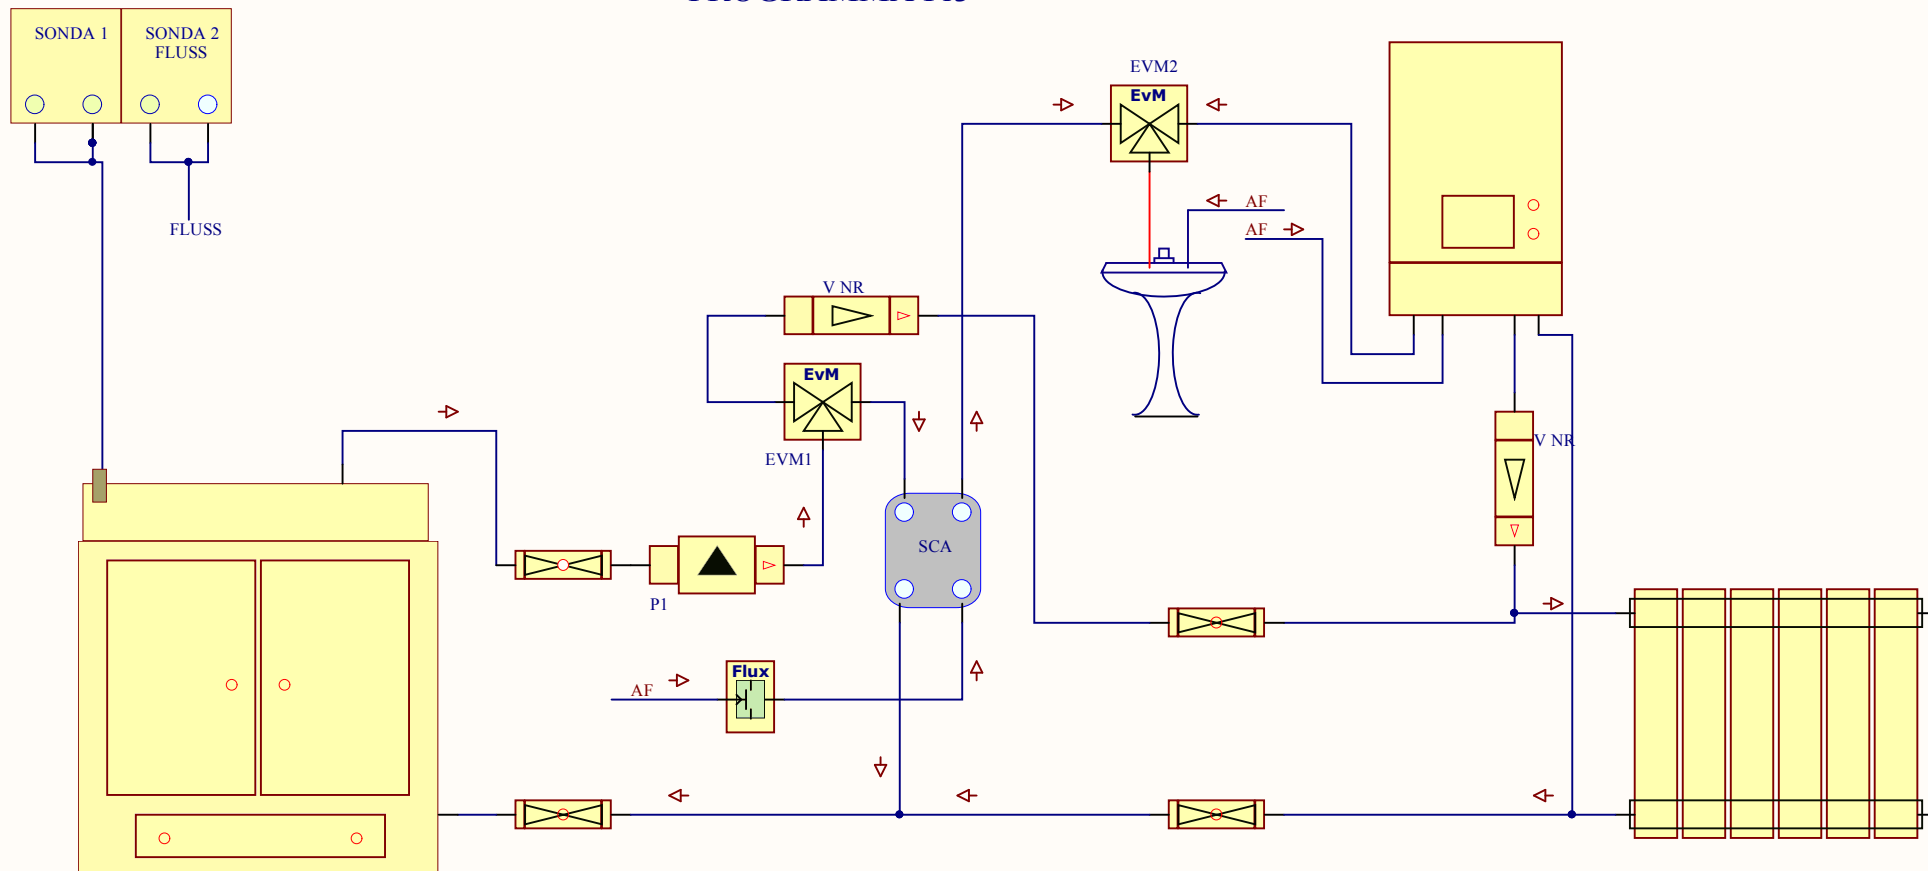 SONDA 1
SONDA 2
FLUSS
FLUSS
EVM2
EvM
AF
AF
V NR
EvM
EVM1
V NR
SCA
P1
Flux
AF